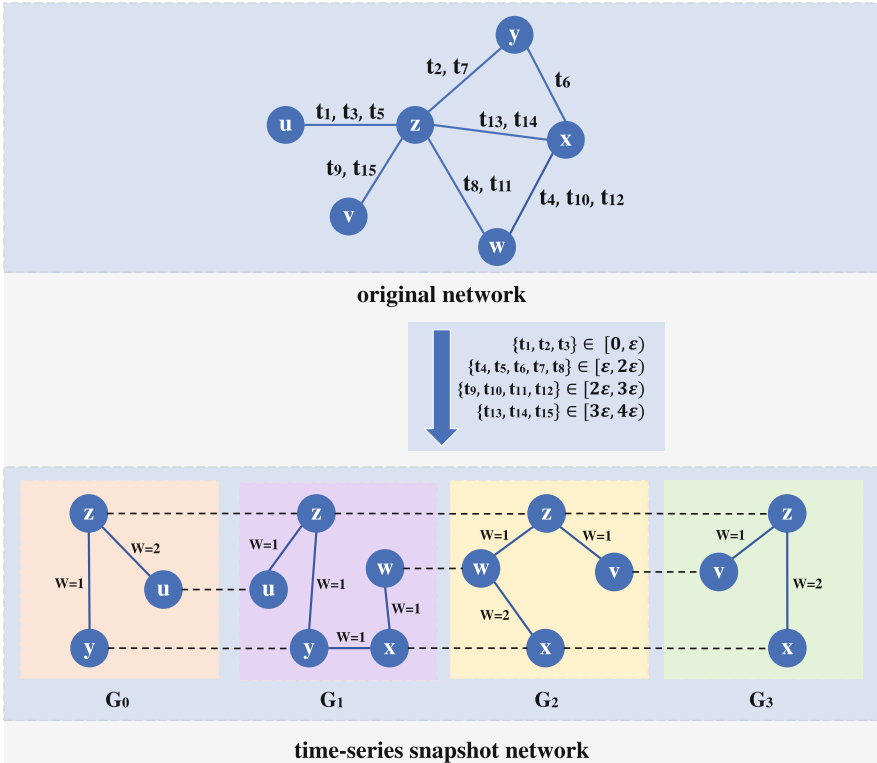 y
t2, t7
t6
t1, t3, t5
t13, t14
u
z
x
t9, t15
t8, t11
t4, t10, t12
v
w
original network
{t1, t2, t3} ∈ [0, ε)
{t4, t5, t6, t7, t8} ∈ [ε, 2ε)
{t9, t10, t11, t12} ∈ [2ε, 3ε)
{t13, t14, t15} ∈ [3ε, 4ε)
z
W=2
W=1
u
y
G0
z
W=1
u
W=1
w
W=1
W=1
y
x
G1
z
W=1
W=1
w
v
W=2
x
G2
z
W=1
v
W=2
x
G3
time-series snapshot network